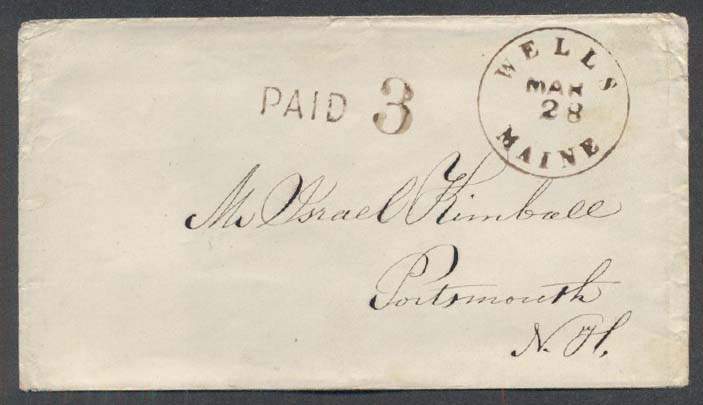 WELLS
MAR
28
MAINE
PAID 3
Mr Israel Kimball
Portsmouth
N. H.